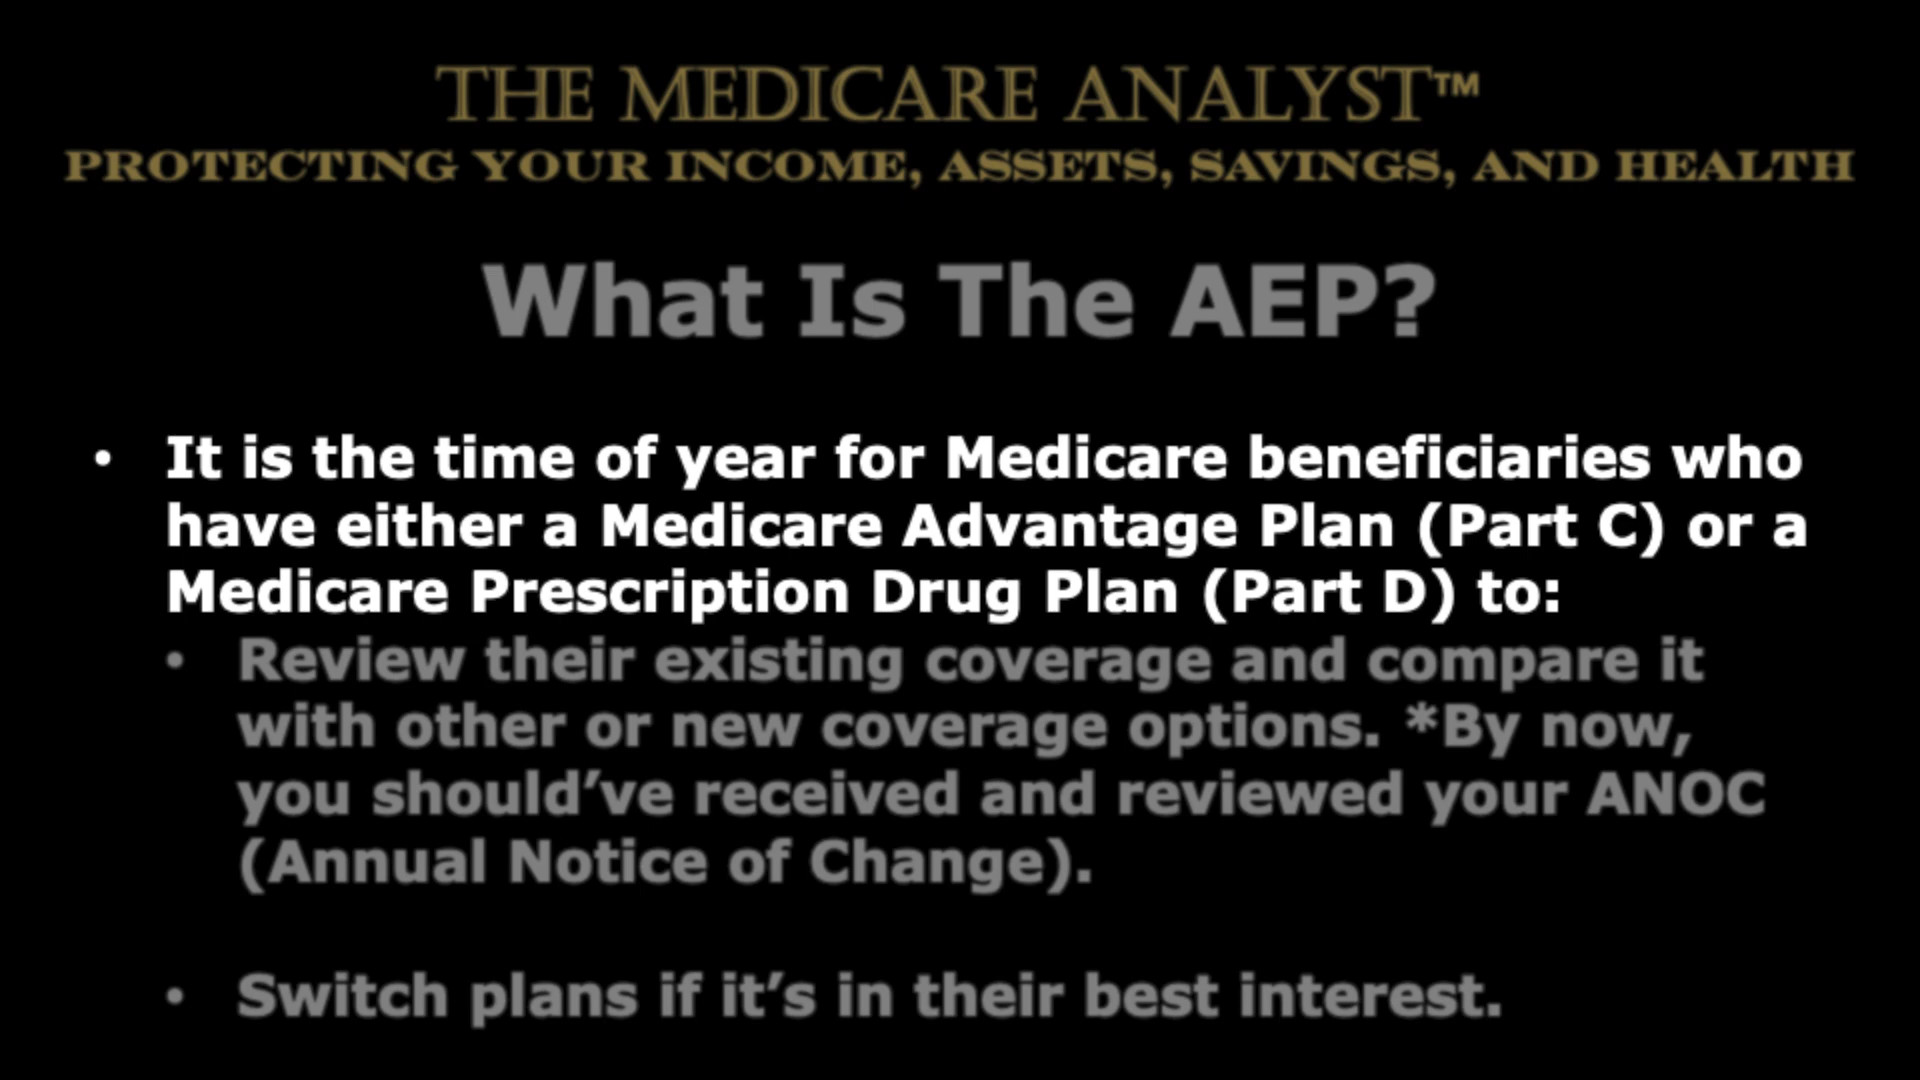 THE MEDICARE ANALYST™
PROTECTING YOUR INCOME, ASSETS, SAVINGS, AND HEALTH
What Is The AEP?
• It is the time of year for Medicare beneficiaries who
have either a Medicare Advantage Plan (Part C) or a
Medicare Prescription Drug Plan (Part D) to:
• Review their existing coverage and compare it
with other or new coverage options. *By now,
you should’ve received and reviewed your ANOC
(Annual Notice of Change).
• Switch plans if it’s in their best interest.